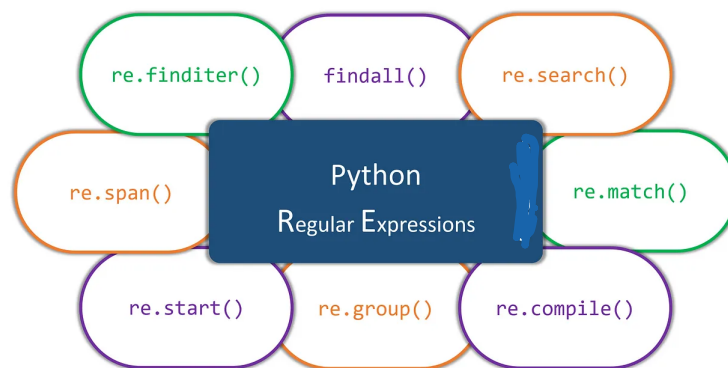 re.finditer()
findall()
re.search()
re.span()
Python
Regular Expressions
re.match()
re.start()
re.group()
re.compile()